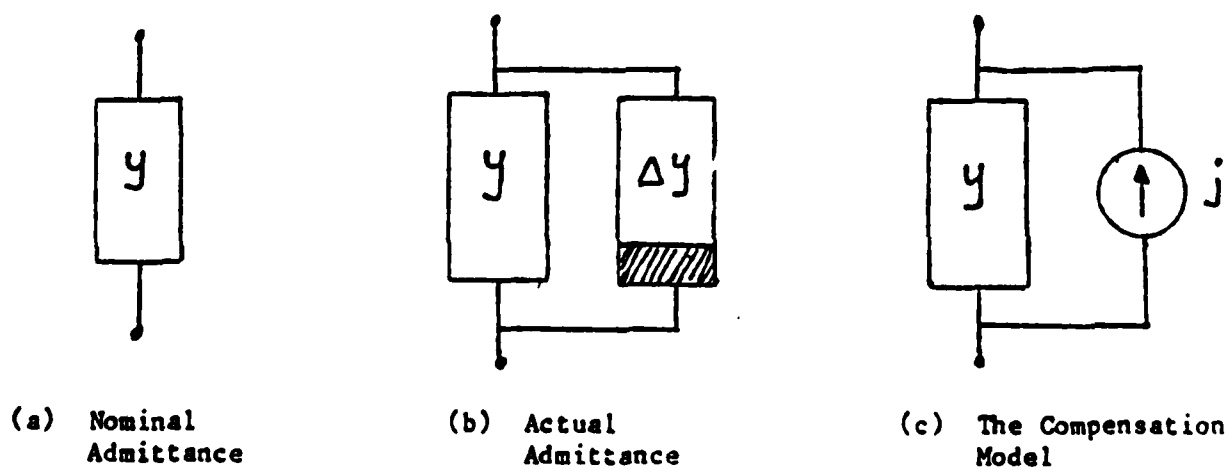 y
y
Δy
y
j
(a) Nominal
Admittance
(b) Actual
Admittance
(c) The Compensation
Model